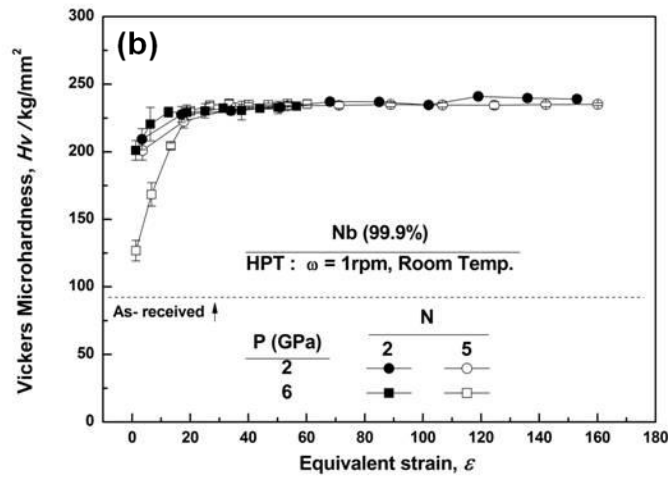 (b)
300
250
200
150
100
50
0
Vickers Microhardness, Hv / kg/mm²
Nb (99.9%)
HPT : ω = 1rpm, Room Temp.
As- received
N
P (GPa) 2 5
2
6
0 20 40 60 80 100 120 140 160 180
Equivalent strain, ε